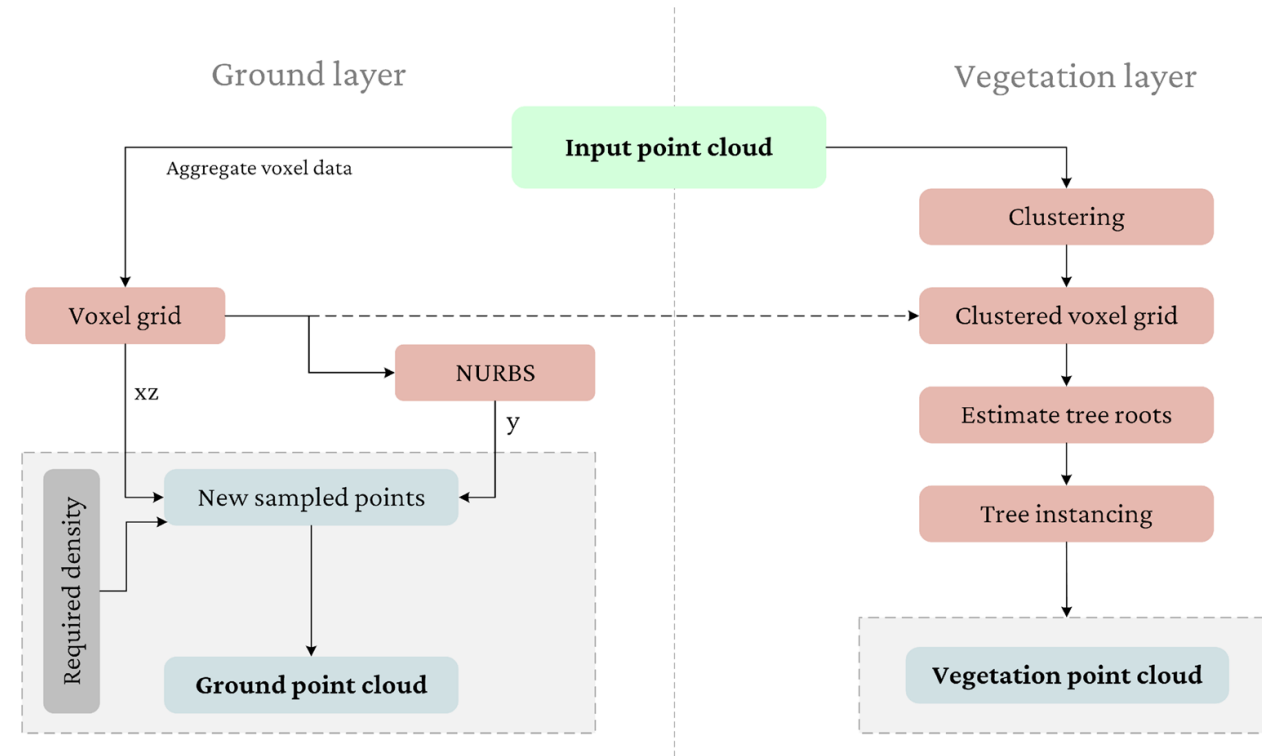 Ground layer
Vegetation layer
Input point cloud
Aggregate voxel data
Clustering
Voxel grid
Clustered voxel grid
NURBS
xz
y
Estimate tree roots
New sampled points
Required density
Tree instancing
Ground point cloud
Vegetation point cloud